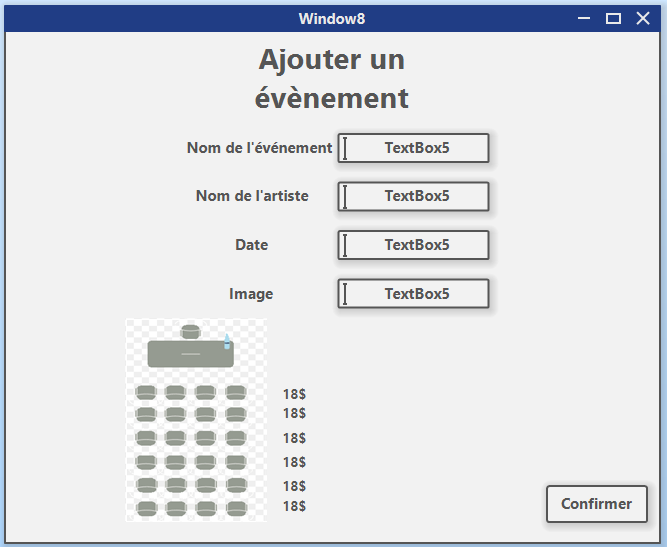 Window8
Ajouter un
évènement
Nom de l'événement TextBox5
Nom de l'artiste TextBox5
Date TextBox5
Image TextBox5
18$
18$
18$
18$
18$
18$
Confirmer